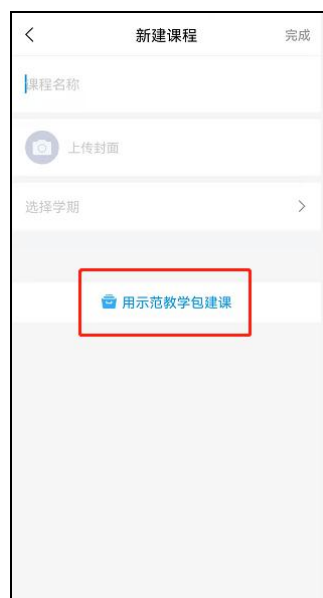 新建课程 完成
课程名称
上传封面
选择学期
用示范教学包建课